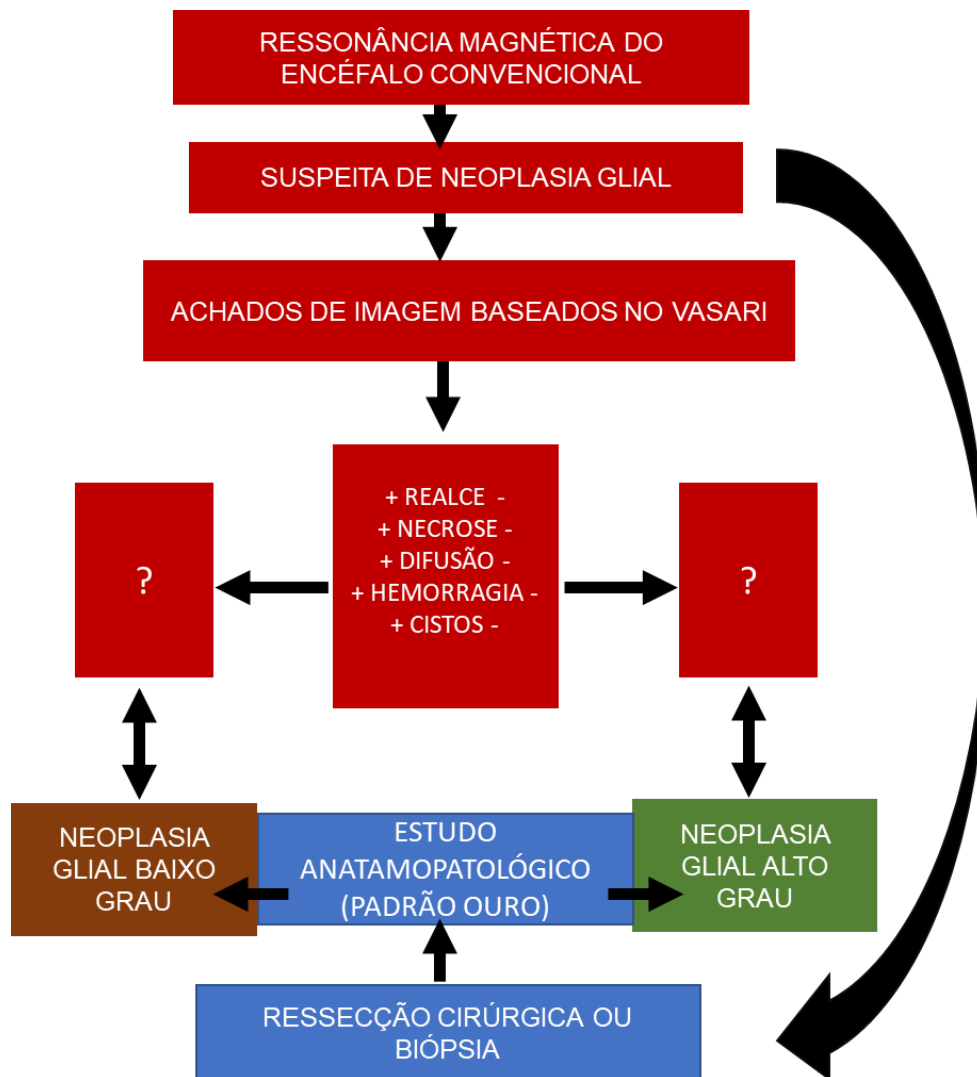 RESSONÂNCIA MAGNÉTICA DO
ENCÉFALO CONVENCIONAL
SUSPEITA DE NEOPLASIA GLIAL
ACHADOS DE IMAGEM BASEADOS NO VASARI
+ REALCE -
+ NECROSE -
+ DIFUSÃO -
+ HEMORRAGIA -
+ CISTOS -
?
?
NEOPLASIA
GLIAL BAIXO
GRAU
ESTUDO
ANATAMOPATOLÓGICO
(PADRÃO OURO)
NEOPLASIA
GLIAL ALTO
GRAU
RESSECÇÃO CIRÚRGICA OU
BIÓPSIA